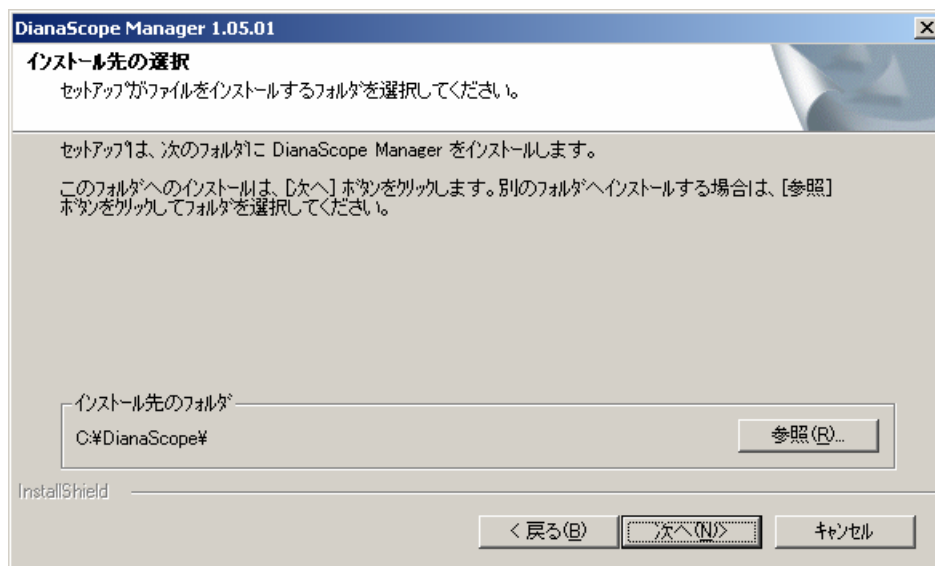 DianaScope Manager 1.05.01
インストール先の選択
セットアップがファイルをインストールするフォルダを選択してください。
セットアップは、次のフォルダに DianaScope Manager をインストールします。
このフォルダへのインストールは、[次へ] ボタンをクリックします。別のフォルダへインストールする場合は、[参照]
ボタンをクリックしてフォルダを選択してください。
インストール先のフォルダ
C:¥DianaScope¥
参照(R)...
InstallShield
< 戻る(B)
次へ(N)>
キャンセル